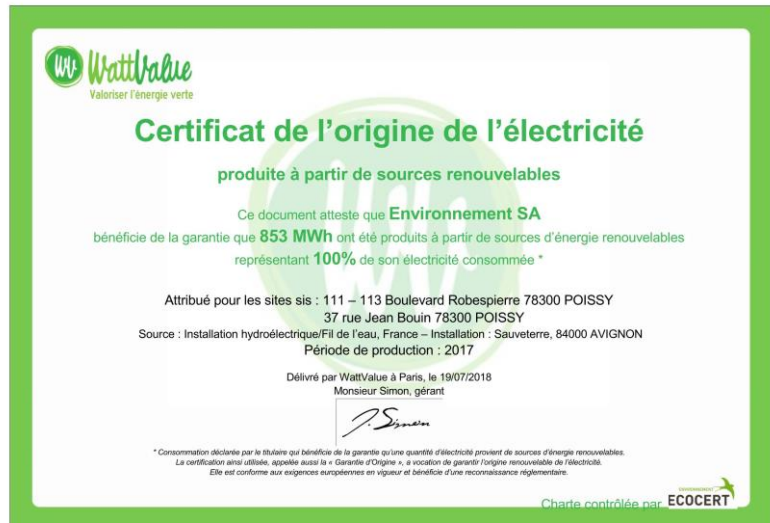 WV WattValue
Valoriser l'énergie verte
Certificat de l'origine de l'électricité
produite à partir de sources renouvelables
Ce document atteste que Environnement SA
bénéficie de la garantie que 853 MWh ont été produits à partir de sources d'énergie renouvelables
représentant 100% de son électricité consommée *
Attribué pour les sites sis : 111 – 113 Boulevard Robespierre 78300 POISSY
37 rue Jean Bouin 78300 POISSY
Source : Installation hydroélectrique/Fil de l'eau, France – Installation : Sauveterre, 84000 AVIGNON
Période de production : 2017
Délivré par WattValue à Paris, le 19/07/2018
Monsieur Simon, gérant
J. Simon
* Consommation déclarée par le titulaire qui bénéficie de la garantie qu'une quantité d'électricité provient de sources d'énergie renouvelables.
La certification ainsi utilisée, appelée aussi la « Garantie d'Origine », a vocation de garantir l'origine renouvelable de l'électricité.
Elle est conforme aux exigences européennes en vigueur et bénéficie d'une reconnaissance réglementaire.
Charte contrôlée par ECOCERT